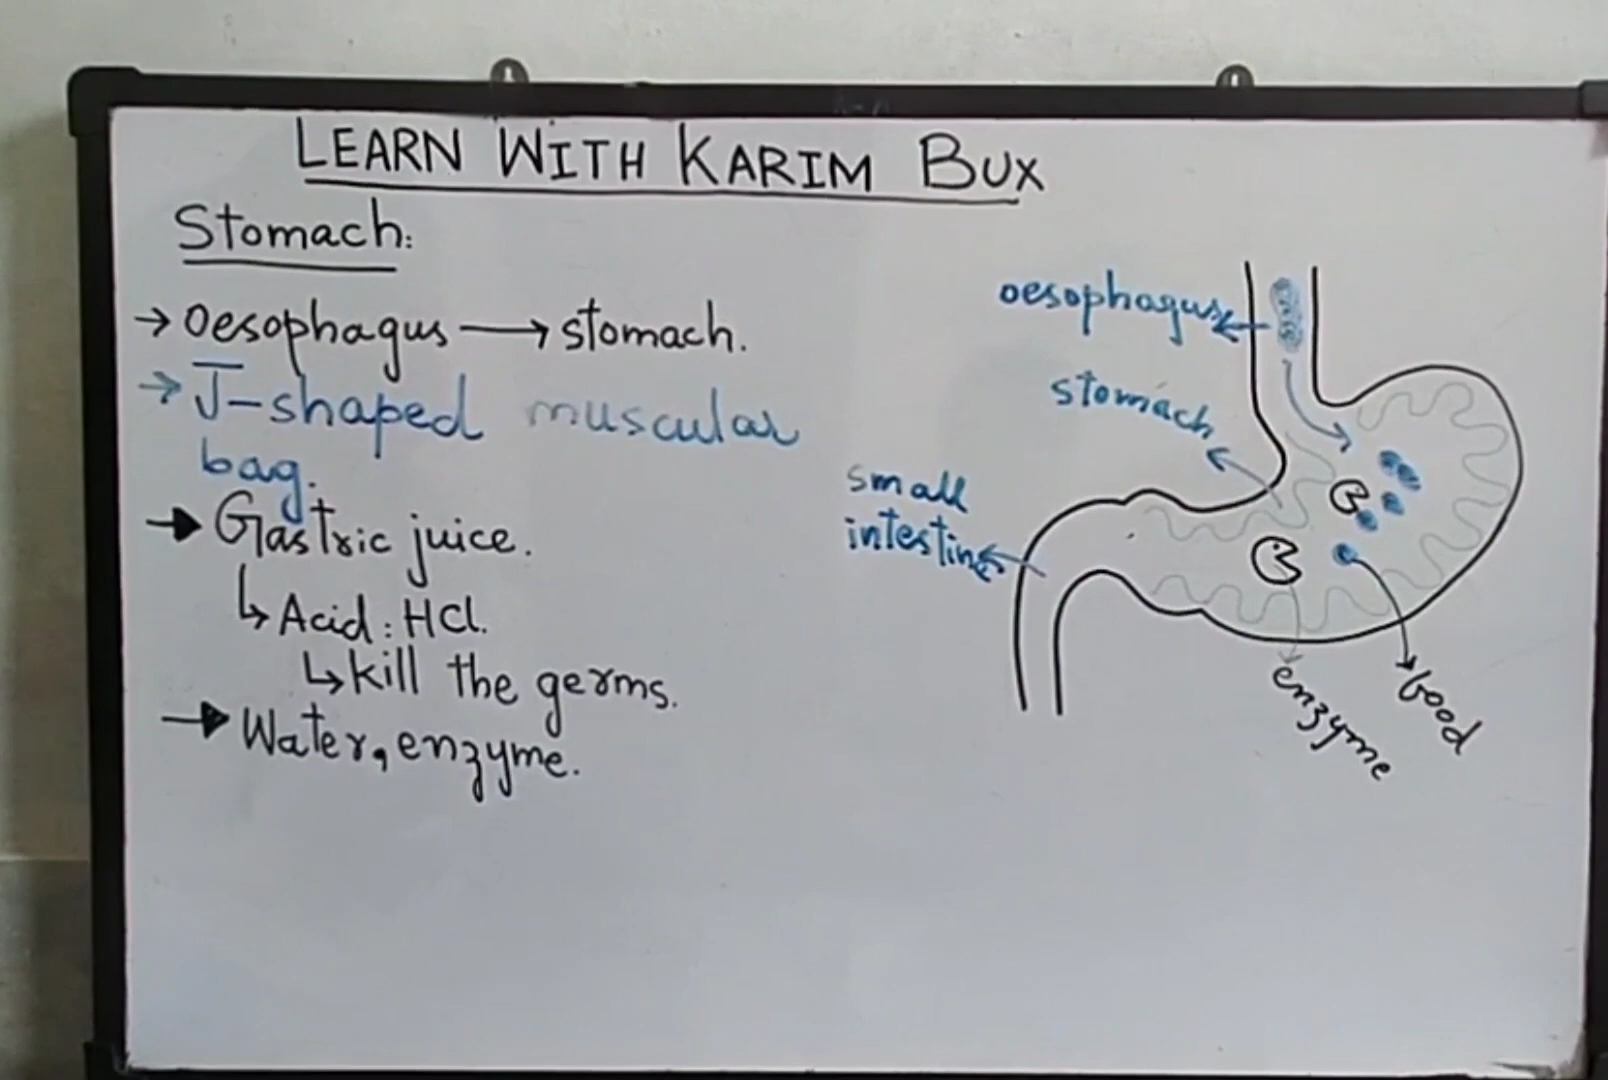 LEARN WITH KARIM BUX
Stomach:
→ Oesophagus → stomach.
→ J-shaped muscular
bag.
→ Gastric juice.
↳ Acid: HCl.
↳ kill the germs.
→ Water, enzyme.
oesophagus
stomach
small
intestine
enzyme
food